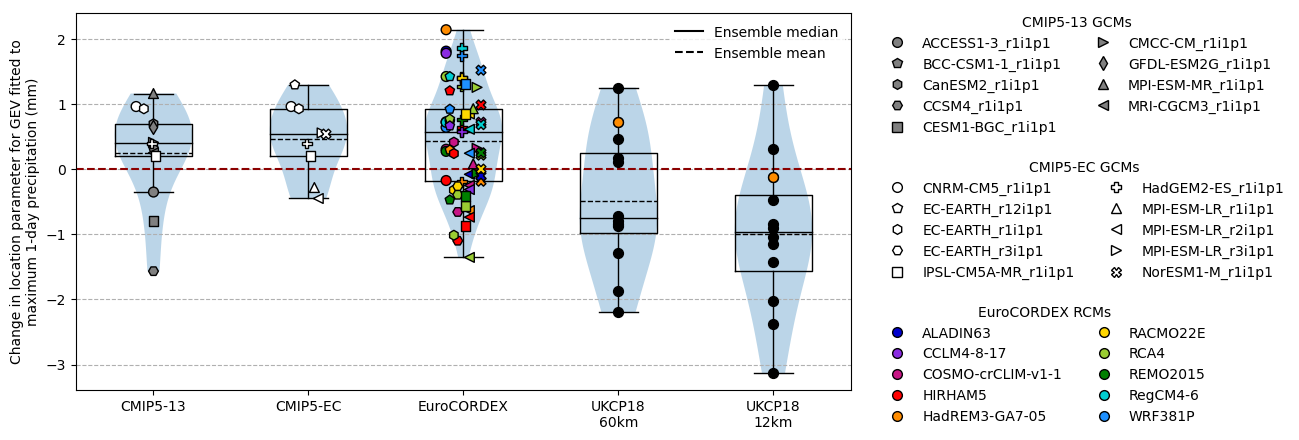 Change in location parameter for GEV fitted to
maximum 1-day precipitation (mm)
2
1
0
−1
−2
−3
Ensemble median
Ensemble mean
CMIP5-13
CMIP5-EC
EuroCORDEX
UKCP18
60km
UKCP18
12km
CMIP5-13 GCMs
ACCESS1-3_r1i1p1
BCC-CSM1-1_r1i1p1
CanESM2_r1i1p1
CCSM4_r1i1p1
CESM1-BGC_r1i1p1
CMCC-CM_r1i1p1
GFDL-ESM2G_r1i1p1
MPI-ESM-MR_r1i1p1
MRI-CGCM3_r1i1p1
CMIP5-EC GCMs
CNRM-CM5_r1i1p1
EC-EARTH_r12i1p1
EC-EARTH_r1i1p1
EC-EARTH_r3i1p1
IPSL-CM5A-MR_r1i1p1
HadGEM2-ES_r1i1p1
MPI-ESM-LR_r1i1p1
MPI-ESM-LR_r2i1p1
MPI-ESM-LR_r3i1p1
NorESM1-M_r1i1p1
EuroCORDEX RCMs
ALADIN63
CCLM4-8-17
COSMO-crCLIM-v1-1
HIRHAM5
HadREM3-GA7-05
RACMO22E
RCA4
REMO2015
RegCM4-6
WRF381P